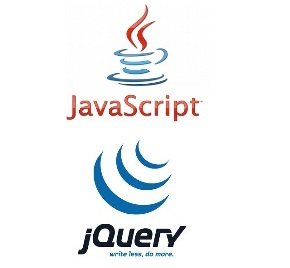 JavaScript
jQuery
write less, do more.